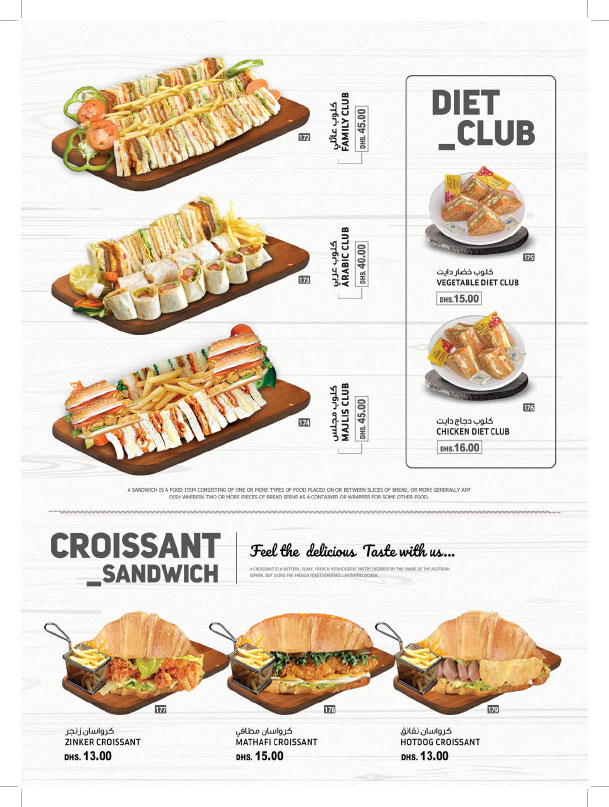 172
كلوب عائلي
FAMILY CLUB
DHS. 45.00
173
كلوب عربي
ARABIC CLUB
DHS. 40.00
174
كلوب مجلس
MAJLIS CLUB
DHS. 45.00
DIET
_CLUB
175
كلوب خضار دايت
VEGETABLE DIET CLUB
DHS.15.00
176
كلوب دجاج دايت
CHICKEN DIET CLUB
DHS.16.00
A SANDWICH IS A FOOD ITEM CONSISTING OF ONE OR MORE TYPES OF FOOD PLACED ON OR BETWEEN SLICES OF BREAD, OR MORE GENERALLY ANY
DISH WHEREIN TWO OR MORE PIECES OF BREAD SERVE AS A CONTAINER OR WRAPPER FOR SOME OTHER FOOD.
CROISSANT
_SANDWICH
Feel the delicious Taste with us...
A CROISSANT IS A BUTTERY, FLAKY, FRENCH VIENNOISERIE PASTRY INSPIRED BY THE SHAPE OF THE AUSTRIAN
KIPFERL BUT USING THE FRENCH YEAST-LEAVENED LAMINATED DOUGH.
177
كرواسان زنجر
ZINKER CROISSANT
DHS. 13.00
178
كرواسان مطافي
MATHAFI CROISSANT
DHS. 15.00
179
كرواسان نقانق
HOTDOG CROISSANT
DHS. 13.00